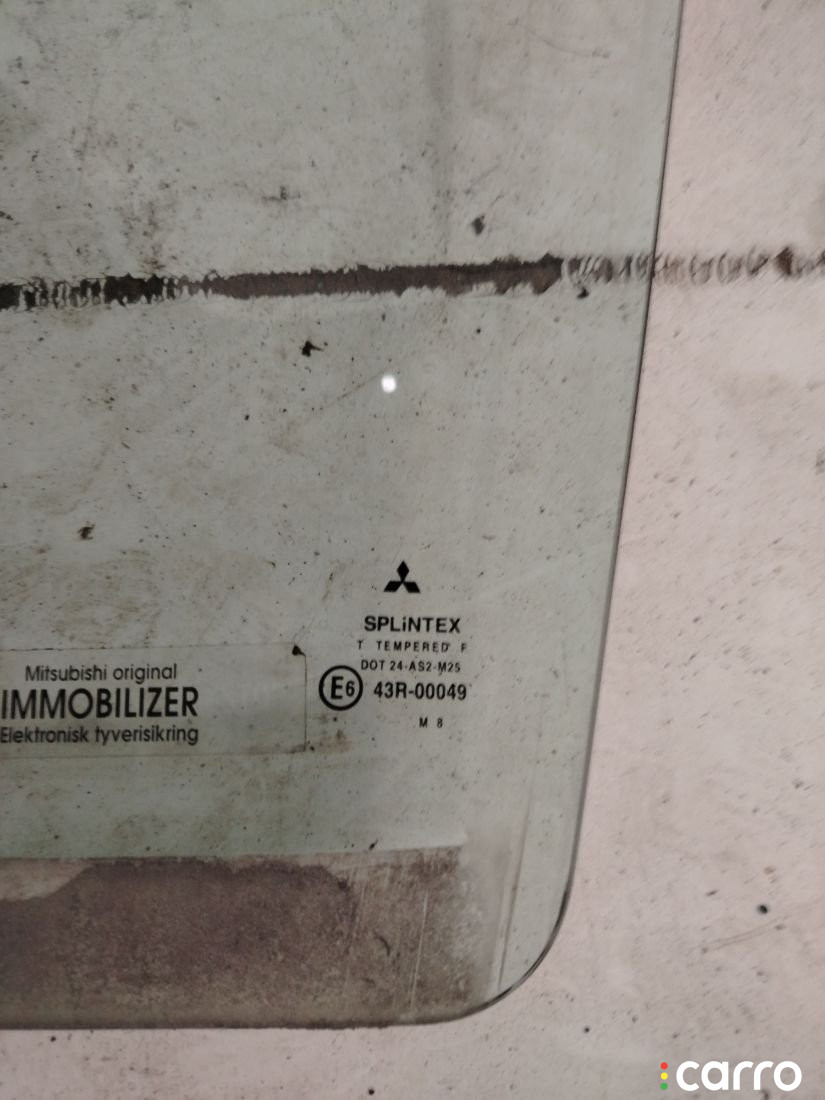 SPLiNTEX
T TEMPERED F
DOT 24-AS2-M25
E6 43R-00049
M 8
Mitsubishi original
IMMOBILIZER
Elektronisk tyverisikring
carro